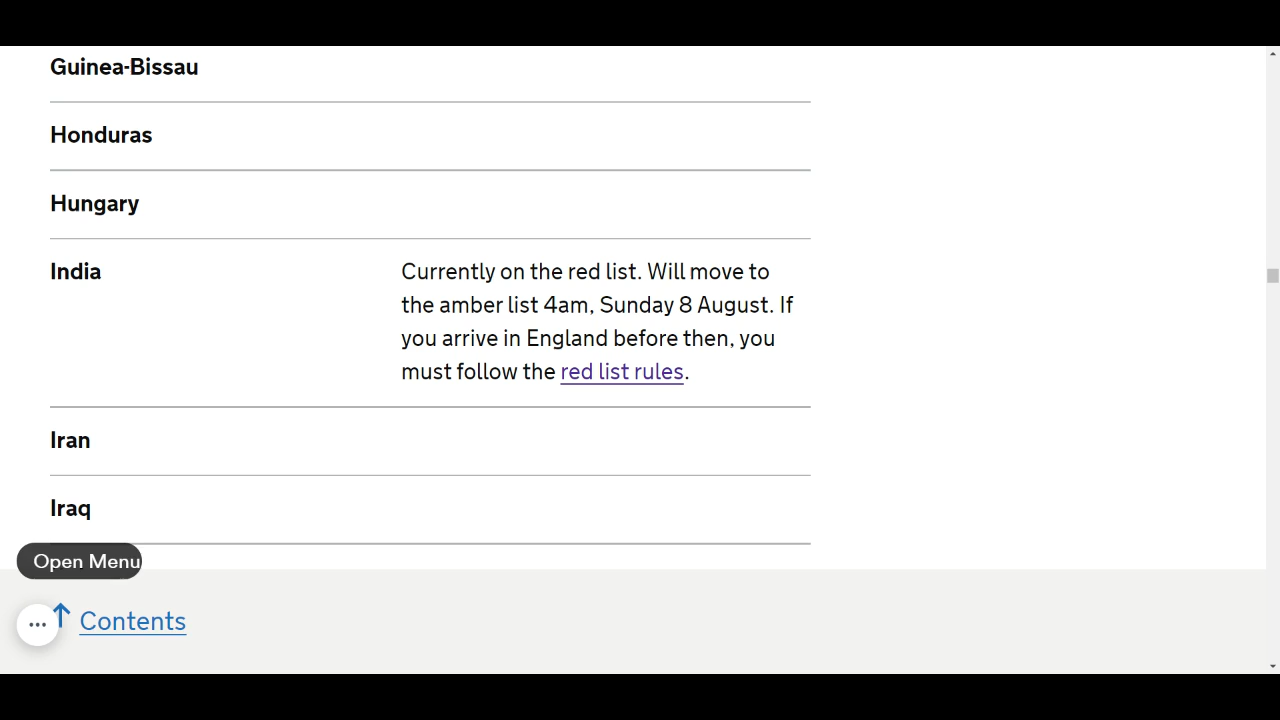 Guinea-Bissau
Honduras
Hungary
India
Currently on the red list. Will move to
the amber list 4am, Sunday 8 August. If
you arrive in England before then, you
must follow the red list rules.
Iran
Iraq
Open Menu
↑ Contents